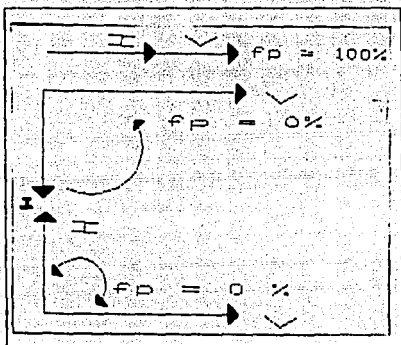 I V
fp = 100%
V
fp = 0%
I
I
fp = 0 %
V